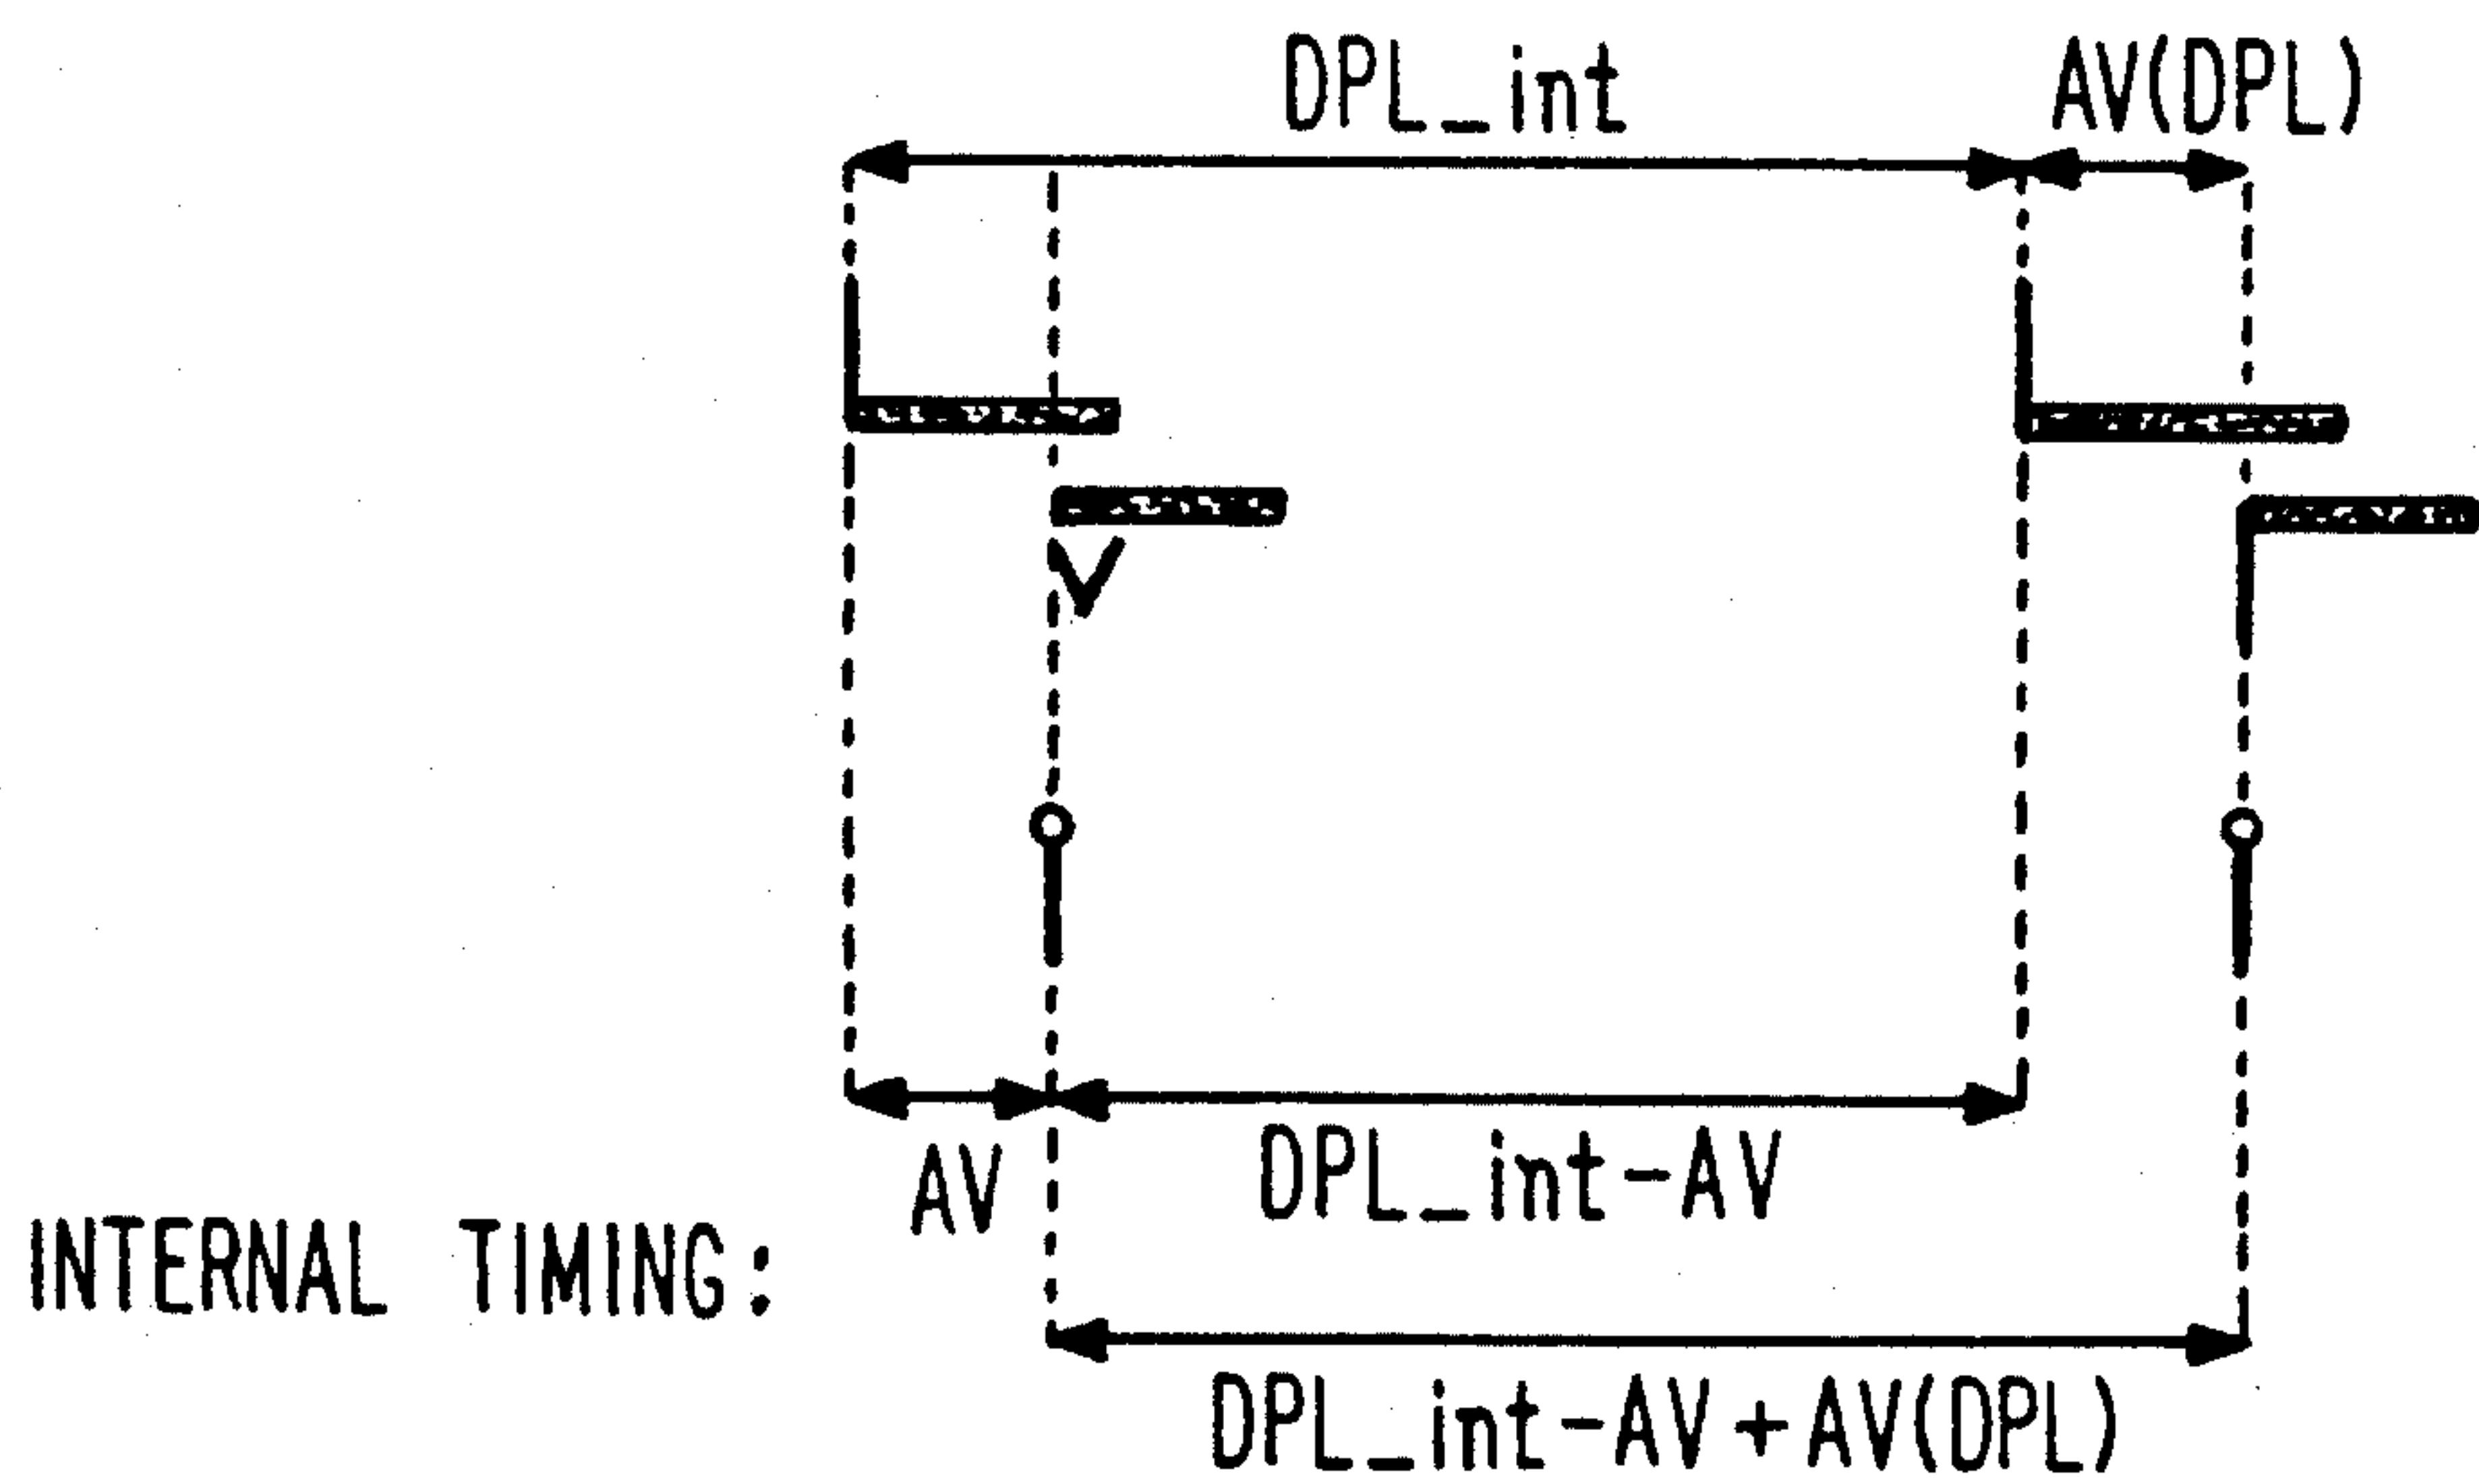 DPL_int
AV(DPL)
AV
DPL_int-AV
INTERNAL TIMING:
DPL_int-AV+AV(DPL)